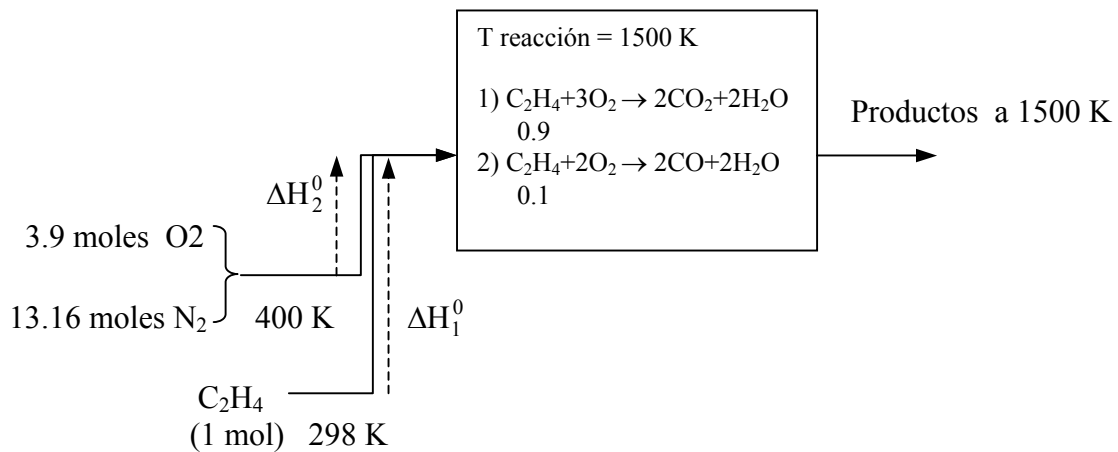 T reacción = 1500 K
1) C₂H₄+3O₂ → 2CO₂+2H₂O
0.9
2) C₂H₄+2O₂ → 2CO+2H₂O
0.1
Productos a 1500 K
ΔH₂⁰
3.9 moles O2
13.16 moles N₂
400 K
ΔH₁⁰
C₂H₄
(1 mol) 298 K